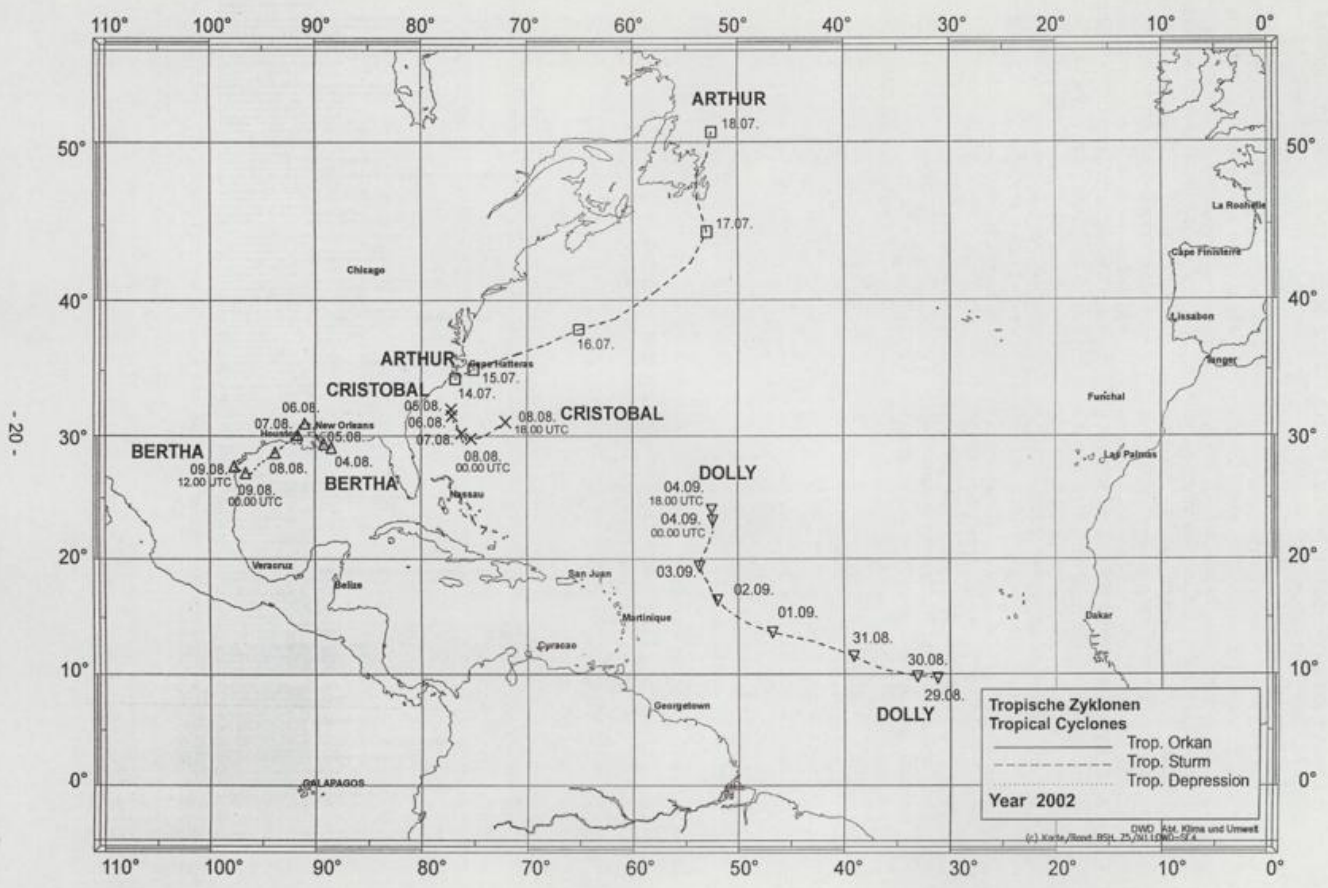 110° 100° 90° 80° 70° 60° 50° 40° 30° 20° 10° 0°
ARTHUR
18.07.
50° 50°
La Rochelle
17.07.
Cape Finisterre
Chicago
40° 40°
Lissabon
16.07.
ARTHUR Cape Hatteras
Tanger
15.07.
14.07.
CRISTOBAL
Funchal
05.08.
06.08.
CRISTOBAL
08.08.
18.00 UTC
06.08.
07.08. New Orleans
Houston 05.08.
30° 07.08. 30°
BERTHA
08.08. 04.08.
08.08.
00.00 UTC
Las Palmas
09.08.
12.00 UTC
DOLLY
09.08.
00.00 UTC
BERTHA
Nassau
04.09.
18.00 UTC
04.09.
00.00 UTC
20° 20°
- 20 -
Veracruz
Belize
San Juan
03.09.
02.09.
01.09.
Dakar
Martinique
Curacao
31.08.
30.08.
10° 10°
29.08.
Georgetown
DOLLY
Tropische Zyklonen
Tropical Cyclones
Trop. Orkan
Trop. Sturm
Trop. Depression
Year 2002
0° GALAPAGOS 0°
DWD Abt. Klima und Umwelt
110° 100° 90° 80° 70° 60° 50° 40° 30° 20° 10° 0°